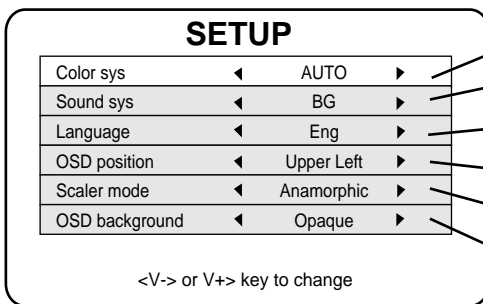 SETUP
Color sys ◀ AUTO ▶
Sound sys ◀ BG ▶
Language ◀ Eng ▶
OSD position ◀ Upper Left ▶
Scaler mode ◀ Anamorphic ▶
OSD background ◀ Opaque ▶
<V-> or V+> key to change